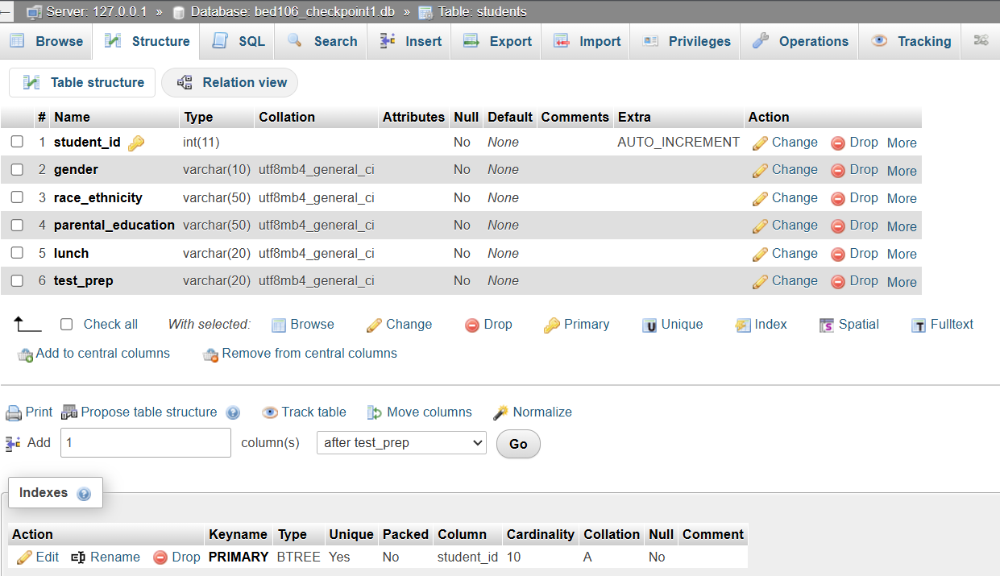 Server: 127.0.0.1 » Database: bed106_checkpoint1.db » Table: students
Browse Structure SQL Search Insert Export Import Privileges Operations Tracking
Table structure Relation view
# Name Type Collation Attributes Null Default Comments Extra Action
1 student_id int(11) No None AUTO_INCREMENT Change Drop More
2 gender varchar(10) utf8mb4_general_ci No None Change Drop More
3 race_ethnicity varchar(50) utf8mb4_general_ci No None Change Drop More
4 parental_education varchar(50) utf8mb4_general_ci No None Change Drop More
5 lunch varchar(20) utf8mb4_general_ci No None Change Drop More
6 test_prep varchar(20) utf8mb4_general_ci No None Change Drop More
Check all With selected: Browse Change Drop Primary Unique Index Spatial Fulltext
Add to central columns Remove from central columns
Print Propose table structure Track table Move columns Normalize
Add 1 column(s) after test_prep Go
Indexes
Action Keyname Type Unique Packed Column Cardinality Collation Null Comment
Edit Rename Drop PRIMARY BTREE Yes No student_id 10 A No